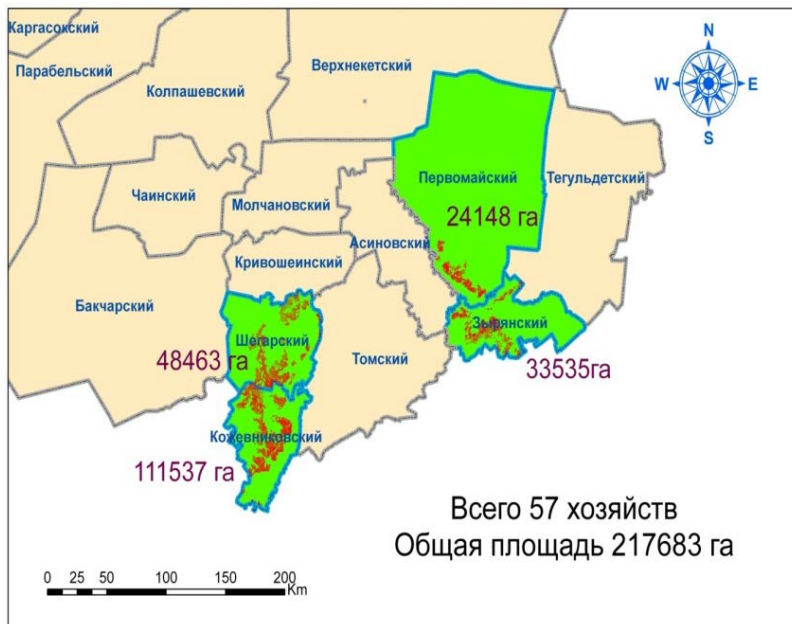 Каргасокский
Парабельский
Колпашевский
Верхнекетский
N
W
E
S
Чаинский
Молчановский
Первомайский
Тегульдетский
24148 га
Асиновский
Кривошеинский
Бакчарский
Шегарский
48463 га
Томский
Зырянский
33535га
Кожевниковский
111537 га
Всего 57 хозяйств
Общая площадь 217683 га
0 25 50 100 150 200
Km